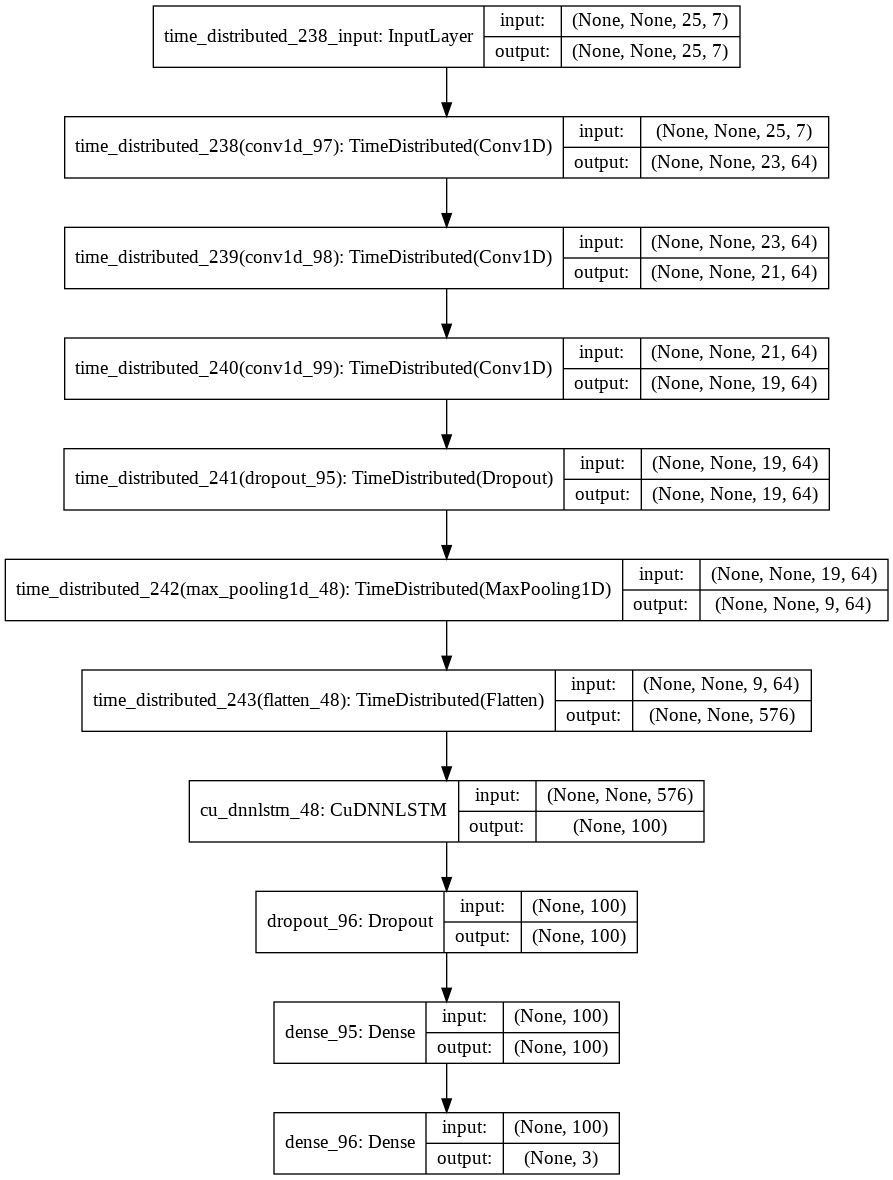 time_distributed_238_input: InputLayer
input: (None, None, 25, 7)
output: (None, None, 25, 7)
time_distributed_238(conv1d_97): TimeDistributed(Conv1D)
input: (None, None, 25, 7)
output: (None, None, 23, 64)
time_distributed_239(conv1d_98): TimeDistributed(Conv1D)
input: (None, None, 23, 64)
output: (None, None, 21, 64)
time_distributed_240(conv1d_99): TimeDistributed(Conv1D)
input: (None, None, 21, 64)
output: (None, None, 19, 64)
time_distributed_241(dropout_95): TimeDistributed(Dropout)
input: (None, None, 19, 64)
output: (None, None, 19, 64)
time_distributed_242(max_pooling1d_48): TimeDistributed(MaxPooling1D)
input: (None, None, 19, 64)
output: (None, None, 9, 64)
time_distributed_243(flatten_48): TimeDistributed(Flatten)
input: (None, None, 9, 64)
output: (None, None, 576)
cu_dnnlstm_48: CuDNNLSTM
input: (None, None, 576)
output: (None, 100)
dropout_96: Dropout
input: (None, 100)
output: (None, 100)
dense_95: Dense
input: (None, 100)
output: (None, 100)
dense_96: Dense
input: (None, 100)
output: (None, 3)